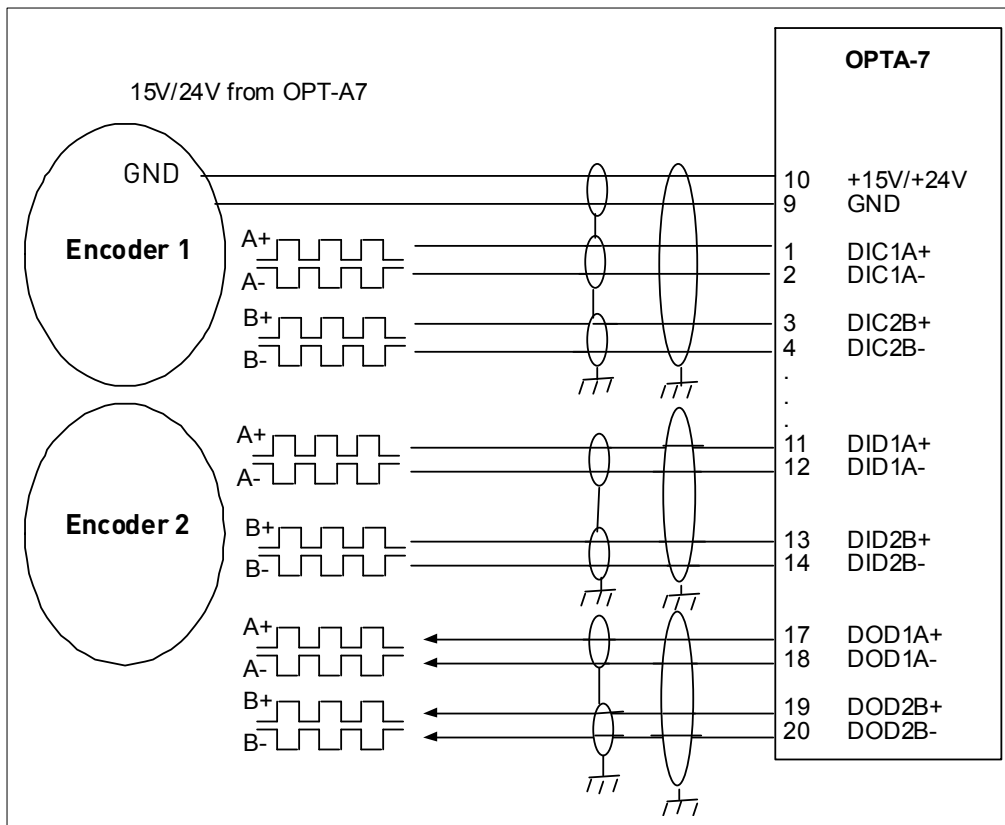 OPTA-7
15V/24V from OPT-A7
GND
10 +15V/+24V
9 GND
Encoder 1
A+
1 DIC1A+
A-
2 DIC1A-
B+
3 DIC2B+
B-
4 DIC2B-
.
.
.
A+
11 DID1A+
A-
12 DID1A-
Encoder 2
B+
13 DID2B+
B-
14 DID2B-
A+
17 DOD1A+
A-
18 DOD1A-
B+
19 DOD2B+
B-
20 DOD2B-